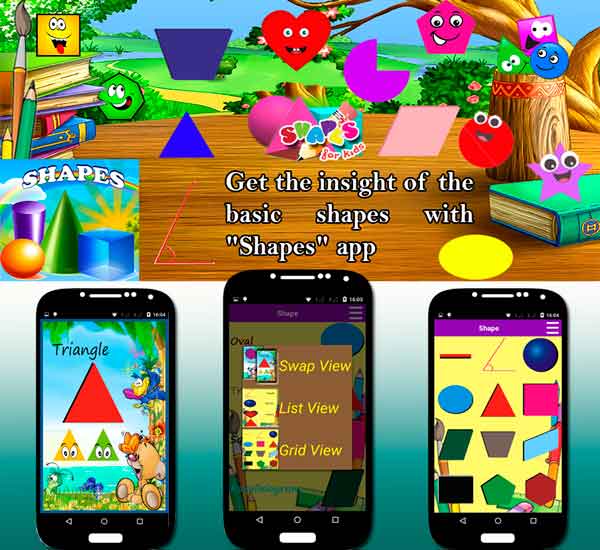 SHAPES
for kids
SHAPES
Get the insight of the
basic shapes with
"Shapes" app
16:04
Triangle
16:03
Shape
Oval
Swap View
List View
Grid View
16:04
Shape